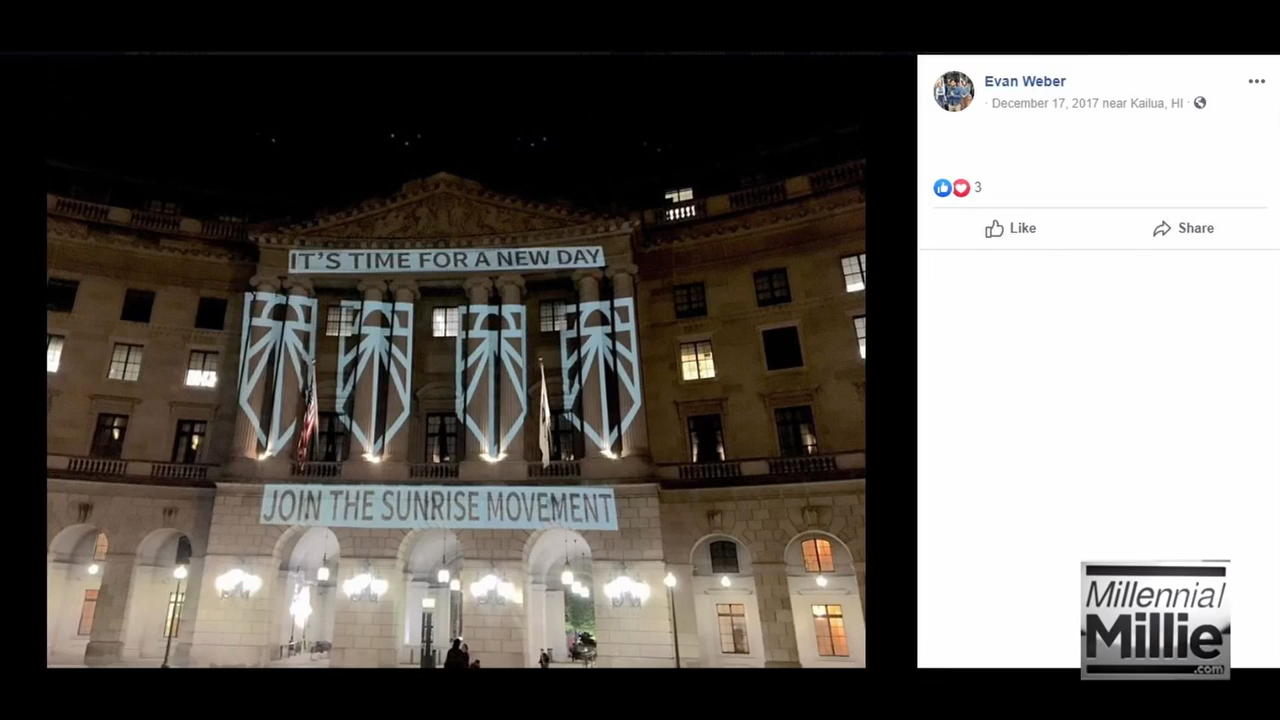 IT'S TIME FOR A NEW DAY
JOIN THE SUNRISE MOVEMENT
Evan Weber
· December 17, 2017 near Kailua, HI ·
3
Like
Share
Millennial
Millie
.com